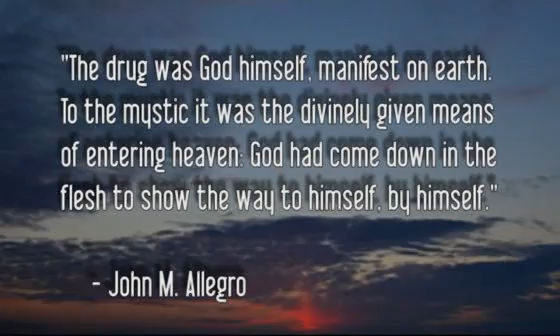 "The drug was God himself, manifest on earth.
To the mystic it was the divinely given means
of entering heaven: God had come down in the
flesh to show the way to himself, by himself."
- John M. Allegro